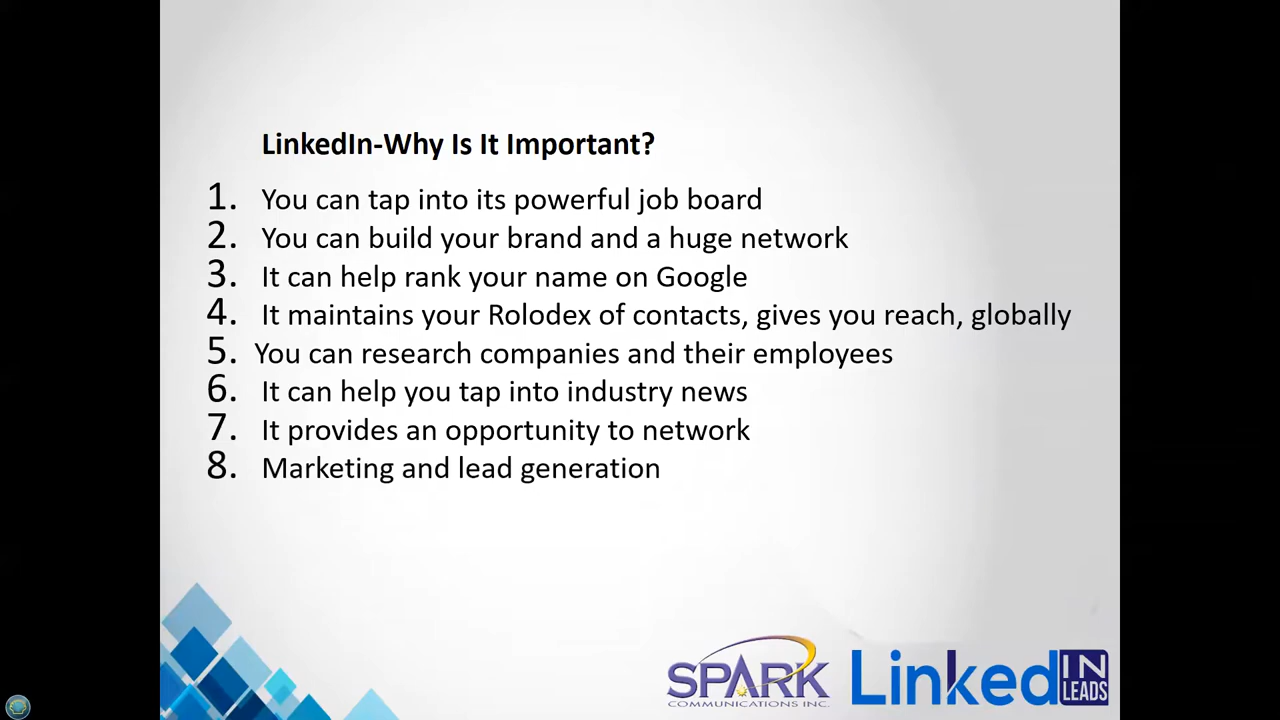 LinkedIn-Why Is It Important?
1. You can tap into its powerful job board
2. You can build your brand and a huge network
3. It can help rank your name on Google
4. It maintains your Rolodex of contacts, gives you reach, globally
5. You can research companies and their employees
6. It can help you tap into industry news
7. It provides an opportunity to network
8. Marketing and lead generation
SPARK
COMMUNICATIONS INC.
Linked IN
LEADS